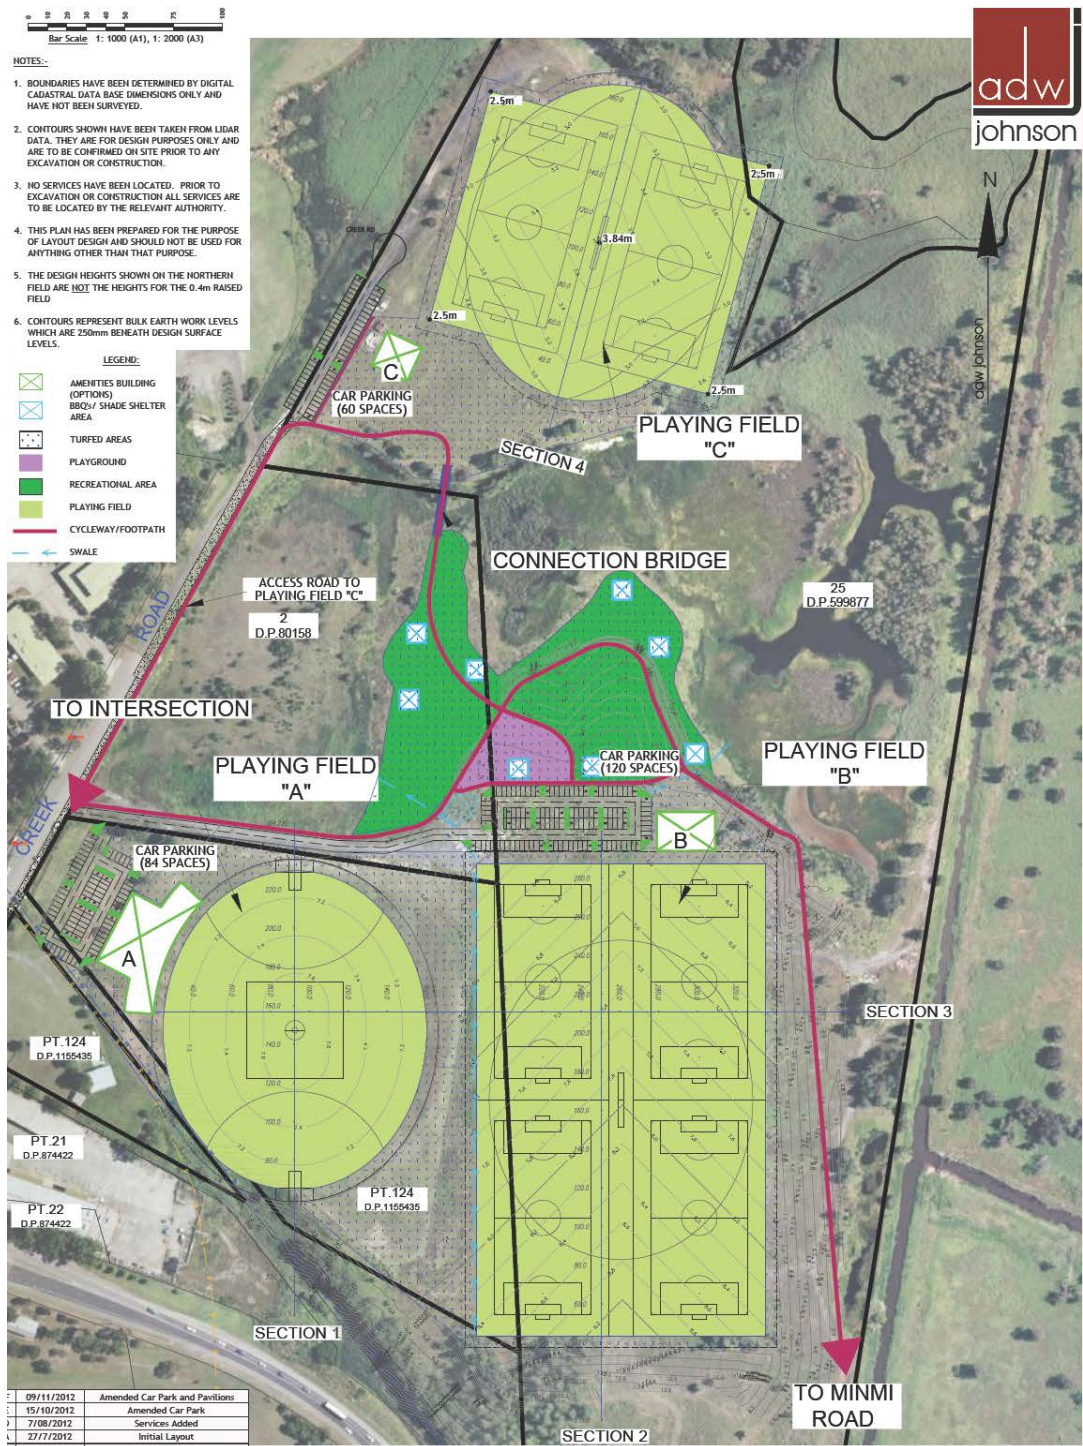 0 10 20 30 40 50 75 100
Bar Scale 1: 1000 (A1), 1: 2000 (A3)
NOTES:-
1. BOUNDARIES HAVE BEEN DETERMINED BY DIGITAL
CADASTRAL DATA BASE DIMENSIONS ONLY AND
HAVE NOT BEEN SURVEYED.
2. CONTOURS SHOWN HAVE BEEN TAKEN FROM LIDAR
DATA. THEY ARE FOR DESIGN PURPOSES ONLY AND
ARE TO BE CONFIRMED ON SITE PRIOR TO ANY
EXCAVATION OR CONSTRUCTION.
3. NO SERVICES HAVE BEEN LOCATED. PRIOR TO
EXCAVATION OR CONSTRUCTION ALL SERVICES ARE
TO BE LOCATED BY THE RELEVANT AUTHORITY.
4. THIS PLAN HAS BEEN PREPARED FOR THE PURPOSE
OF LAYOUT DESIGN AND SHOULD NOT BE USED FOR
ANYTHING OTHER THAN THAT PURPOSE.
5. THE DESIGN HEIGHTS SHOWN ON THE NORTHERN
FIELD ARE NOT THE HEIGHTS FOR THE 0.4m RAISED
FIELD
6. CONTOURS REPRESENT BULK EARTH WORK LEVELS
WHICH ARE 250mm BENEATH DESIGN SURFACE
LEVELS.
LEGEND:
AMENITIES BUILDING
(OPTIONS)
BBQ's/ SHADE SHELTER
AREA
TURFED AREAS
PLAYGROUND
RECREATIONAL AREA
PLAYING FIELD
CYCLEWAY/FOOTPATH
SWALE
adw
johnson
N
adw johnson
2.5m
2.5m
3.84m
2.5m
2.5m
CREEK RD
C
CAR PARKING
(60 SPACES)
PLAYING FIELD
"C"
SECTION 4
CONNECTION BRIDGE
ACCESS ROAD TO
PLAYING FIELD "C"
2
D.P.80158
25
D.P.599877
ROAD
TO INTERSECTION
PLAYING FIELD
"A"
CAR PARKING
(120 SPACES)
PLAYING FIELD
"B"
CREEK
CAR PARKING
(84 SPACES)
B
A
SECTION 3
PT.124
D.P.1155435
PT.21
D.P.874422
PT.22
D.P.874422
PT.124
D.P.1155435
SECTION 1
TO MINMI
ROAD
SECTION 2
09/11/2012 Amended Car Park and Pavilions
15/10/2012 Amended Car Park
7/08/2012 Services Added
27/7/2012 Initial Layout